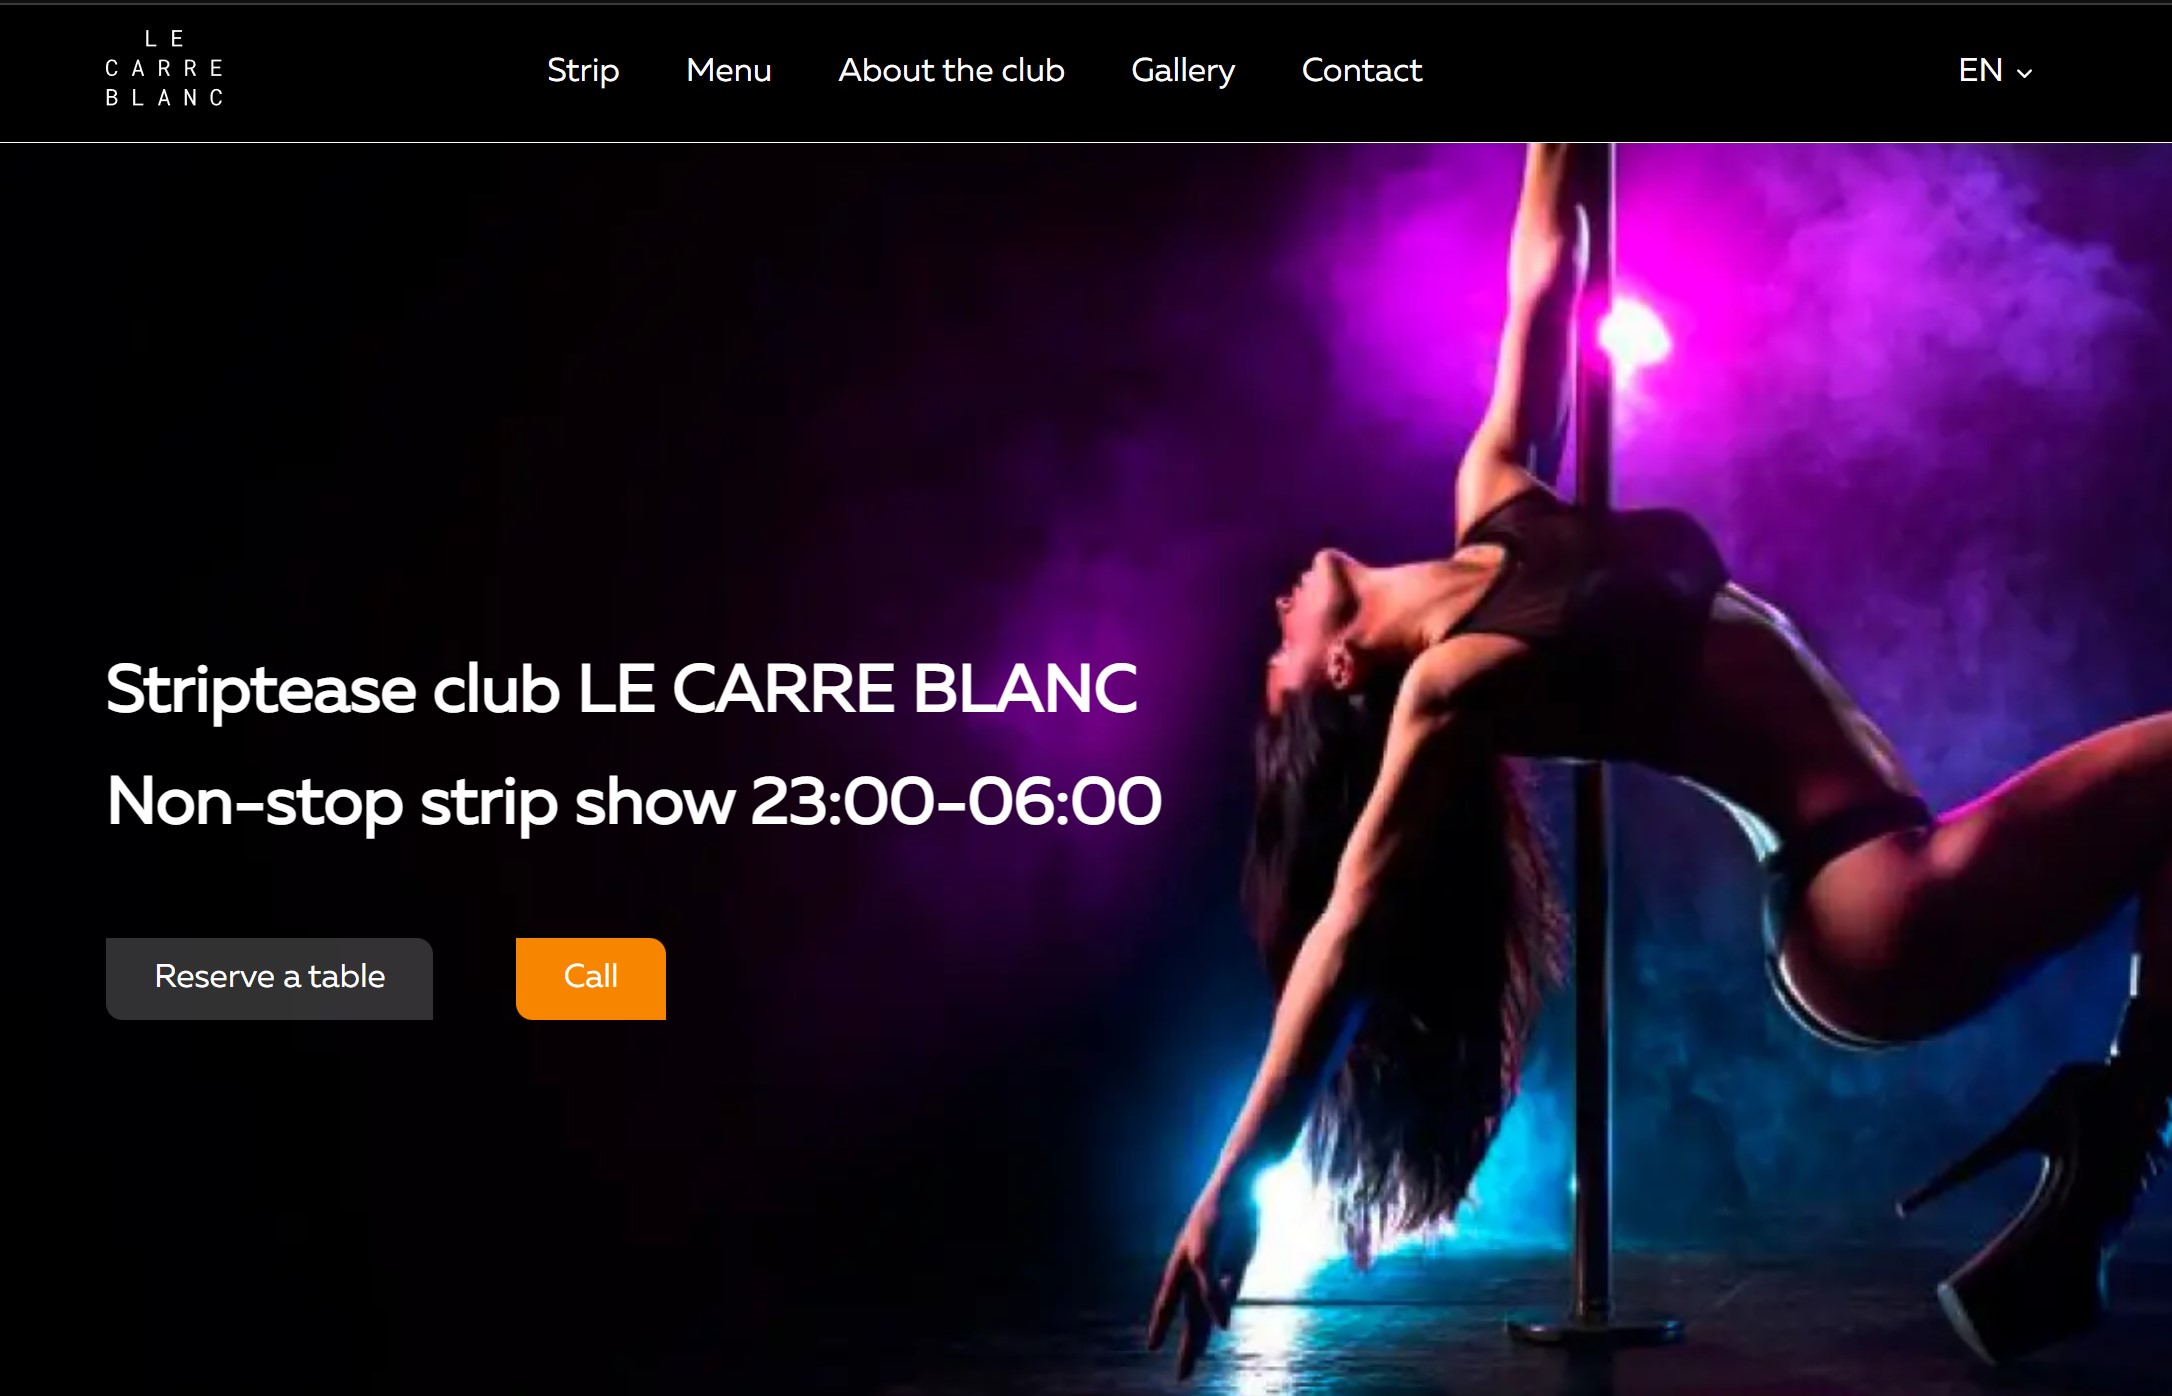 LE
CARRE
BLANC
Strip
Menu
About the club
Gallery
Contact
EN
Striptease club LE CARRE BLANC
Non-stop strip show 23:00-06:00
Reserve a table
Call